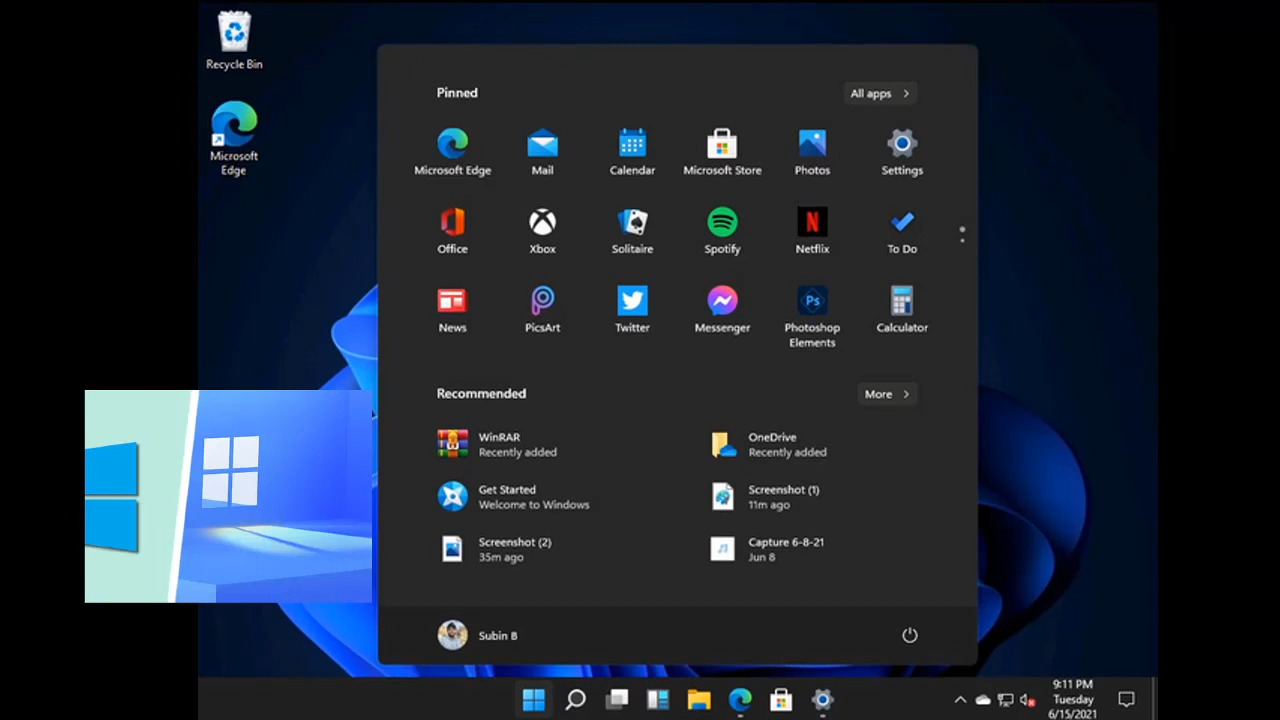 Recycle Bin
Microsoft
Edge
Pinned
All apps
Microsoft Edge
Mail
Calendar
Microsoft Store
Photos
Settings
Office
Xbox
Solitaire
Spotify
Netflix
To Do
News
PicsArt
Twitter
Messenger
Ps
Photoshop
Elements
Calculator
Recommended
More
WinRAR
Recently added
OneDrive
Recently added
Get Started
Welcome to Windows
Screenshot (1)
11m ago
Screenshot (2)
35m ago
Capture 6-8-21
Jun 8
Subin B
9:11 PM
Tuesday
6/15/2021